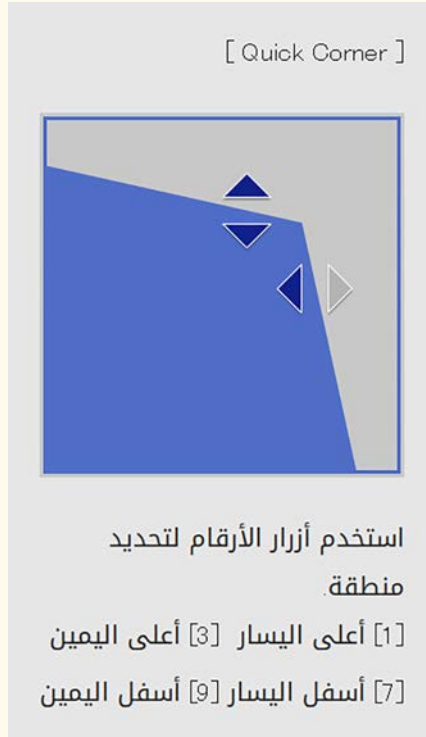 [ Quick Corner ]
استخدم أزرار الأرقام لتحديد
منطقة.
[1] أعلى اليسار [3] أعلى اليمين
[7] أسفل اليسار [9] أسفل اليمين